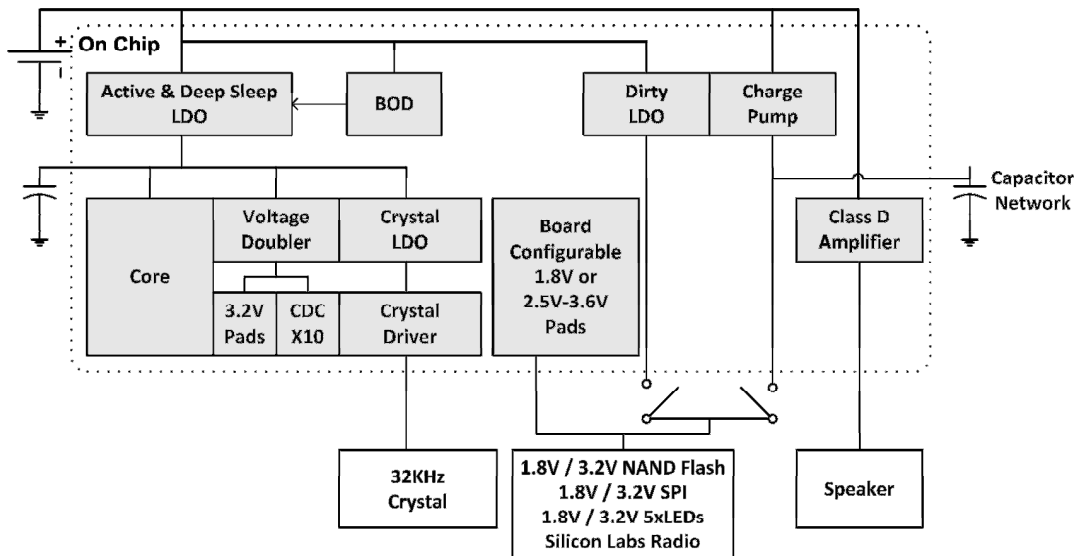 + On Chip
Active & Deep Sleep
LDO
BOD
Dirty
LDO
Charge
Pump
Capacitor
Network
Core
Voltage
Doubler
Crystal
LDO
Board
Configurable
1.8V or
2.5V-3.6V
Pads
Class D
Amplifier
3.2V
Pads
CDC
X10
Crystal
Driver
32KHz
Crystal
1.8V / 3.2V NAND Flash
1.8V / 3.2V SPI
1.8V / 3.2V 5xLEDs
Silicon Labs Radio
Speaker